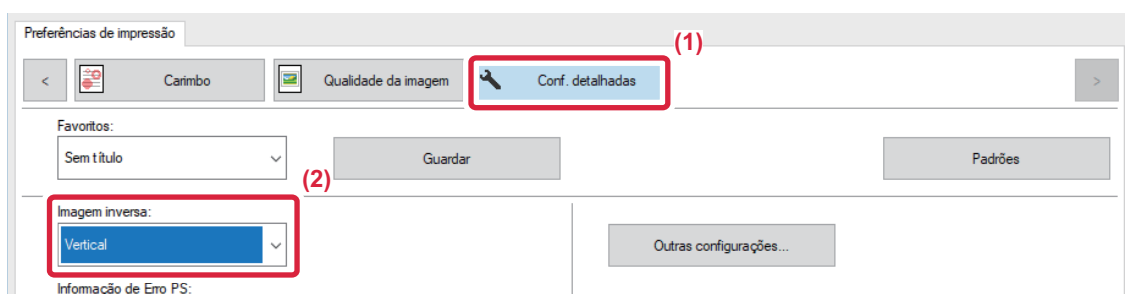 Preferências de impressão
(1)
< Carimbo Qualidade da imagem Conf. detalhadas >
Favoritos:
Sem título Guardar Padrões
(2)
Imagem inversa:
Vertical Outras configurações...
Informação de Erro PS: